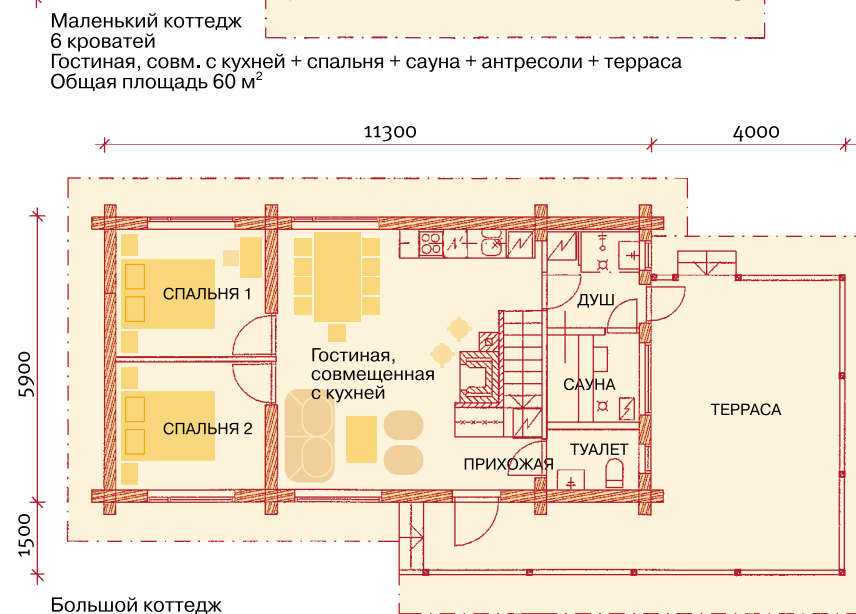 Маленький коттедж
6 кроватей
Гостиная, совм. с кухней + спальня + сауна + антресоли + терраса
Общая площадь 60 м²
11300
4000
5900
1500
СПАЛЬНЯ 1
ДУШ
Гостиная,
совмещенная
с кухней
САУНА
ТЕРРАСА
СПАЛЬНЯ 2
ТУАЛЕТ
ПРИХОЖАЯ
Большой коттедж